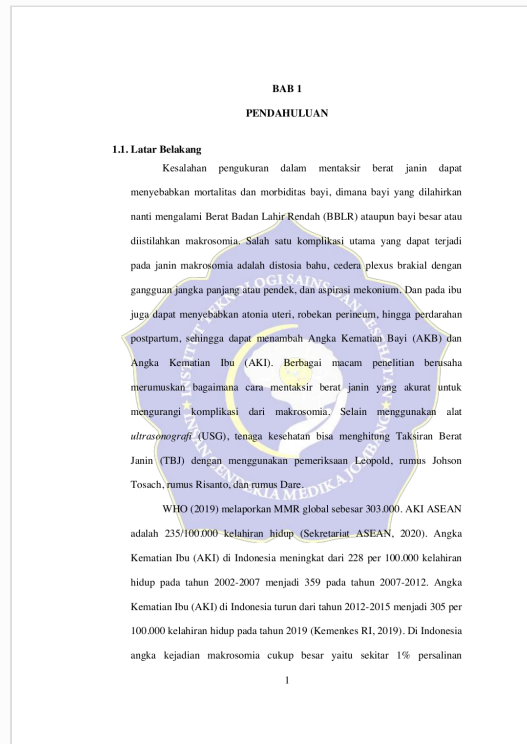 BAB 1
PENDAHULUAN
1.1. Latar Belakang
Kesalahan pengukuran dalam mentaksir berat janin dapat
menyebabkan mortalitas dan morbiditas bayi, dimana bayi yang dilahirkan
nanti mengalami Berat Badan Lahir Rendah (BBLR) ataupun bayi besar atau
diistilahkan makrosomia. Salah satu komplikasi utama yang dapat terjadi
pada janin makrosomia adalah distosia bahu, cedera plexus brakial dengan
gangguan jangka panjang atau pendek, dan aspirasi mekonium. Dan pada ibu
juga dapat menyebabkan atonia uteri, robekan perineum, hingga perdarahan
postpartum, sehingga dapat menambah Angka Kematian Bayi (AKB) dan
Angka Kematian Ibu (AKI). Berbagai macam penelitian berusaha
merumuskan bagaimana cara mentaksir berat janin yang akurat untuk
mengurangi komplikasi dari makrosomia. Selain menggunakan alat
ultrasonografi (USG), tenaga kesehatan bisa menghitung Taksiran Berat
Janin (TBJ) dengan menggunakan pemeriksaan Leopold, rumus Johson
Tosach, rumus Risanto, dan rumus Dare.
WHO (2019) melaporkan MMR global sebesar 303.000. AKI ASEAN
adalah 235/100.000 kelahiran hidup (Sekretariat ASEAN, 2020). Angka
Kematian Ibu (AKI) di Indonesia meningkat dari 228 per 100.000 kelahiran
hidup pada tahun 2002-2007 menjadi 359 pada tahun 2007-2012. Angka
Kematian Ibu (AKI) di Indonesia turun dari tahun 2012-2015 menjadi 305 per
100.000 kelahiran hidup pada tahun 2019 (Kemenkes RI, 2019). Di Indonesia
angka kejadian makrosomia cukup besar yaitu sekitar 1% persalinan
1
INSTITUT TEKNOLOGI SAINS DAN KESEHATAN
INSAN CENDEKIA MEDIKA JOMBANG